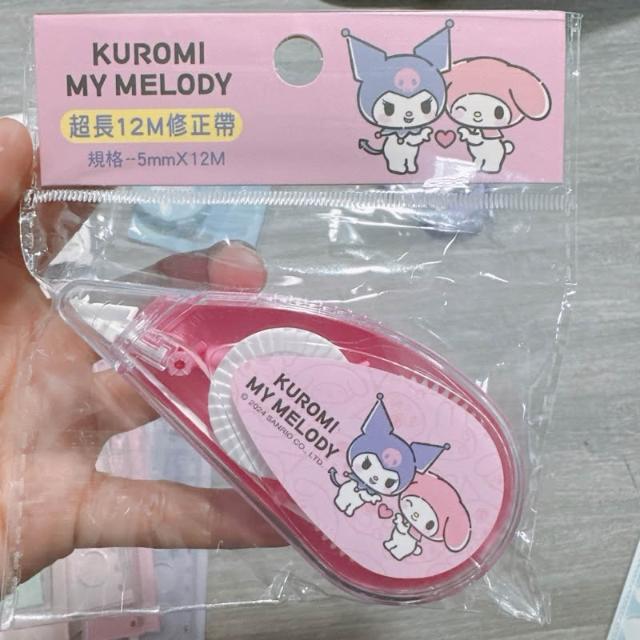 KUROMI
MY MELODY
超長12M修正帶
規格--5mmX12M
KUROMI
MY MELODY
© 2024 SANRIO CO., LTD.